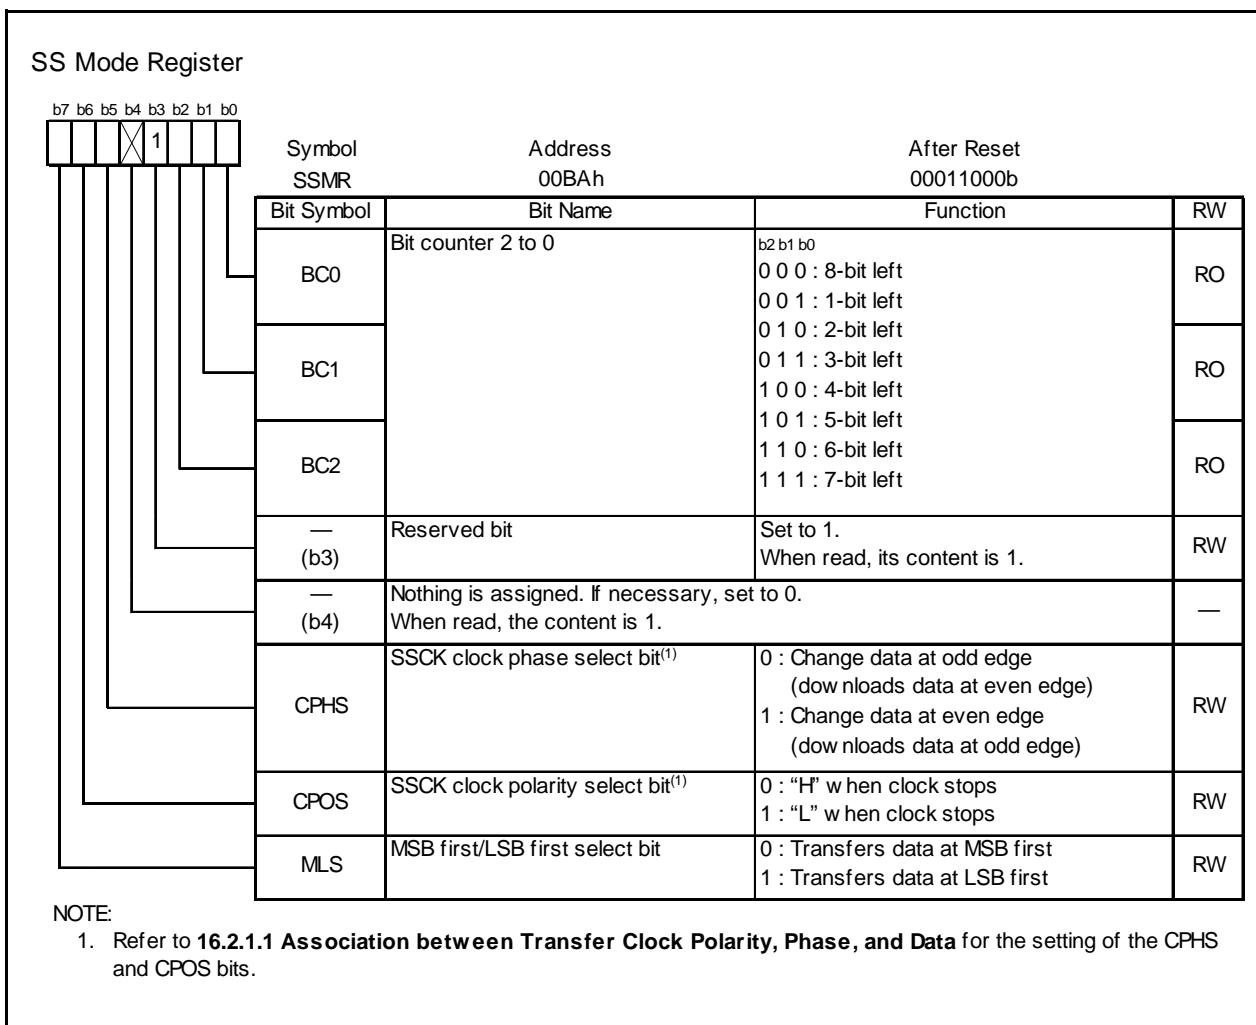 SS Mode Register
b7 b6 b5 b4 b3 b2 b1 b0
1
Symbol Address After Reset
SSMR 00BAh 00011000b
Bit Symbol Bit Name Function RW
BC0 Bit counter 2 to 0 b2 b1 b0 RO
0 0 0 : 8-bit left
0 0 1 : 1-bit left
0 1 0 : 2-bit left
BC1 0 1 1 : 3-bit left RO
1 0 0 : 4-bit left
1 0 1 : 5-bit left
BC2 1 1 0 : 6-bit left RO
1 1 1 : 7-bit left
— Reserved bit Set to 1. RW
(b3) When read, its content is 1.
— Nothing is assigned. If necessary, set to 0. —
(b4) When read, the content is 1.
CPHS SSCK clock phase select bit(1) 0 : Change data at odd edge RW
(downloads data at even edge)
1 : Change data at even edge
(downloads data at odd edge)
CPOS SSCK clock polarity select bit(1) 0 : “H” when clock stops RW
1 : “L” when clock stops
MLS MSB first/LSB first select bit 0 : Transfers data at MSB first RW
1 : Transfers data at LSB first
NOTE:
1. Refer to 16.2.1.1 Association between Transfer Clock Polarity, Phase, and Data for the setting of the CPHS
and CPOS bits.